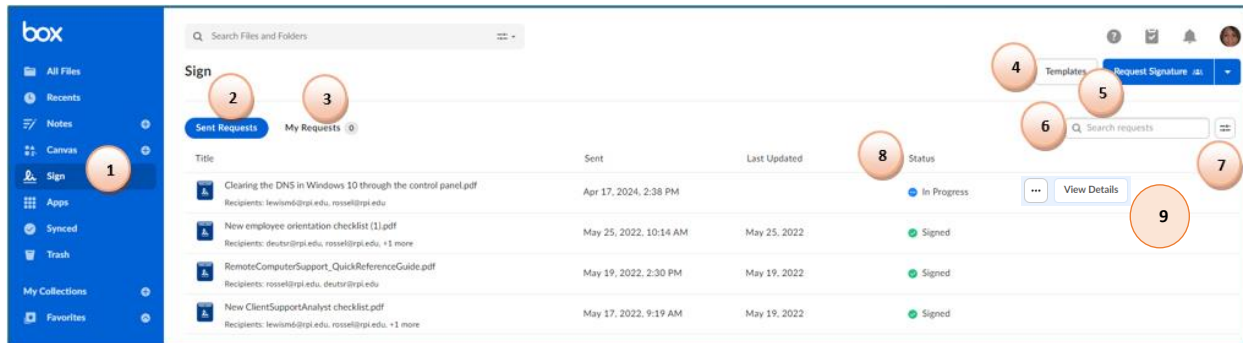 box
Search Files and Folders
All Files
Recents
Notes
Canvas
Sign
Apps
Synced
Trash
My Collections
Favorites
1
Sign
2
3
4
Templates
Request Signature
5
Sent Requests
My Requests 0
6
Search requests
7
Title
Sent
Last Updated
8
Status
Clearing the DNS in Windows 10 through the control panel.pdf
Recipients: lewism6@rpi.edu, rossel@rpi.edu
Apr 17, 2024, 2:38 PM
In Progress
... View Details
9
New employee orientation checklist (1).pdf
Recipients: deutsr@rpi.edu, rossel@rpi.edu, +1 more
May 25, 2022, 10:14 AM
May 25, 2022
Signed
RemoteComputerSupport_QuickReferenceGuide.pdf
Recipients: rossel@rpi.edu, deutsr@rpi.edu
May 19, 2022, 2:30 PM
May 19, 2022
Signed
New ClientSupportAnalyst checklist.pdf
Recipients: lewism6@rpi.edu, rossel@rpi.edu, +1 more
May 17, 2022, 9:19 AM
May 19, 2022
Signed